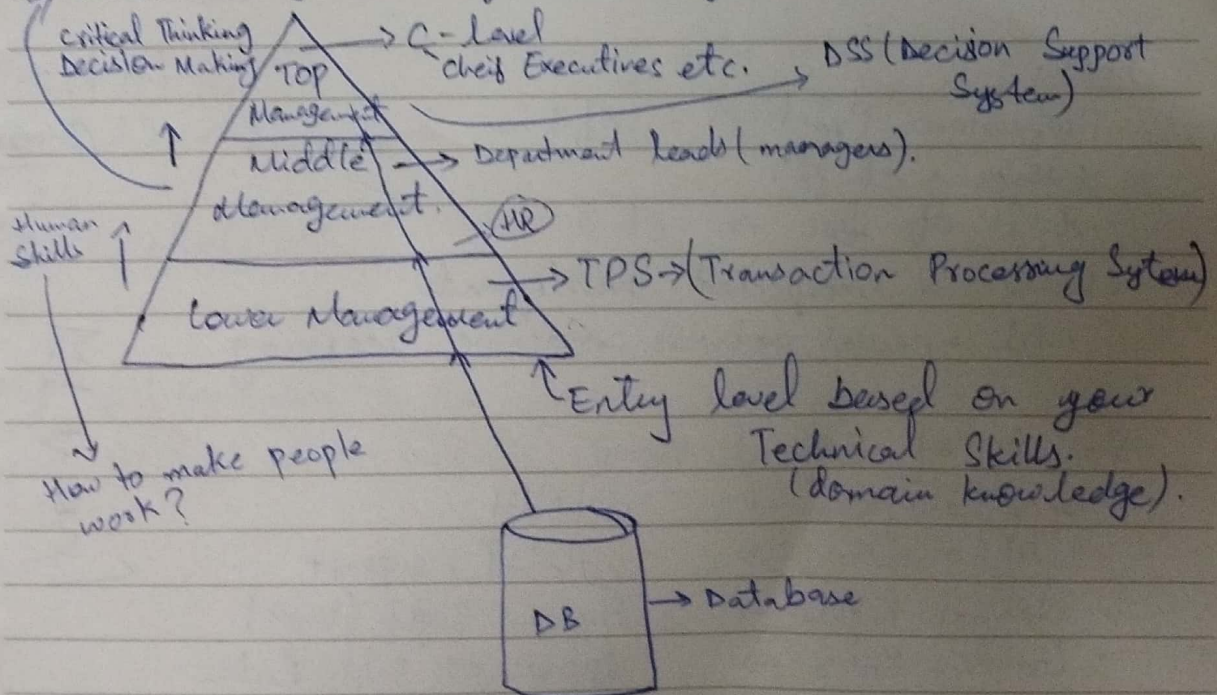 Critical Thinking
Decision Making
→ C-level
cheif Executives etc.
DSS (Decision Support
System)
TOP
Management
Middle
Management.
→ Department leads (managers).
HR
Human
Skills
→ TPS → (Transaction Processing Sytem)
Lower Management
Entry level based on your
Technical Skills.
(domain knowledge).
How to make people
work?
DB
→ Database